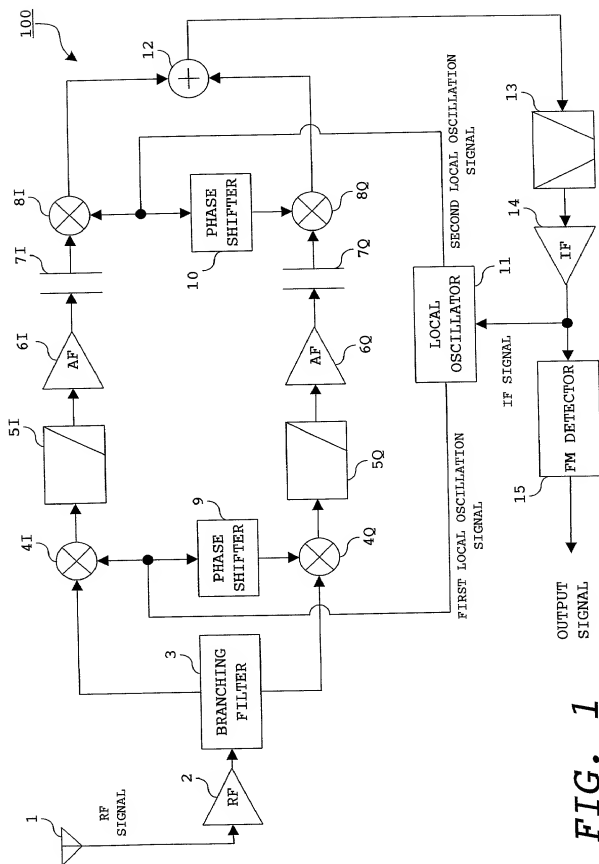 100
1
RF
SIGNAL
2
RF
3
BRANCHING
FILTER
4I
9
PHASE
SHIFTER
4Q
5I
5Q
6I
AF
6Q
AF
7I
7Q
8I
10
PHASE
SHIFTER
8Q
12
+
FIRST LOCAL OSCILLATION
SIGNAL
11
LOCAL
OSCILLATOR
SECOND LOCAL OSCILLATION
SIGNAL
IF SIGNAL
13
14
IF
15
FM DETECTOR
OUTPUT
SIGNAL
FIG. 1